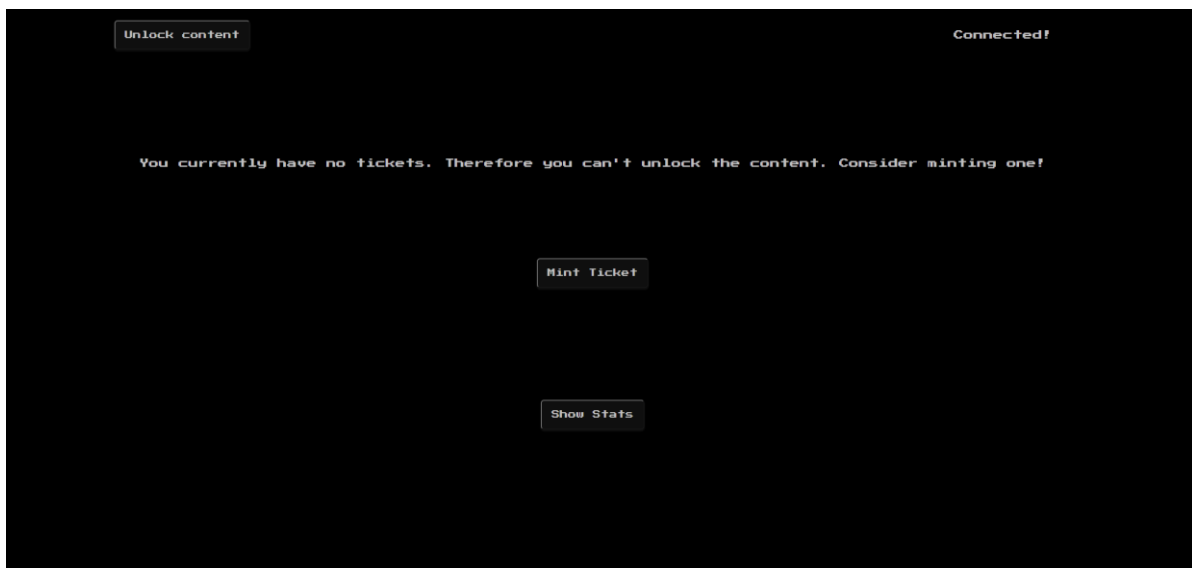 Unlock content
Connected!
You currently have no tickets. Therefore you can't unlock the content. Consider minting one!
Mint Ticket
Show Stats